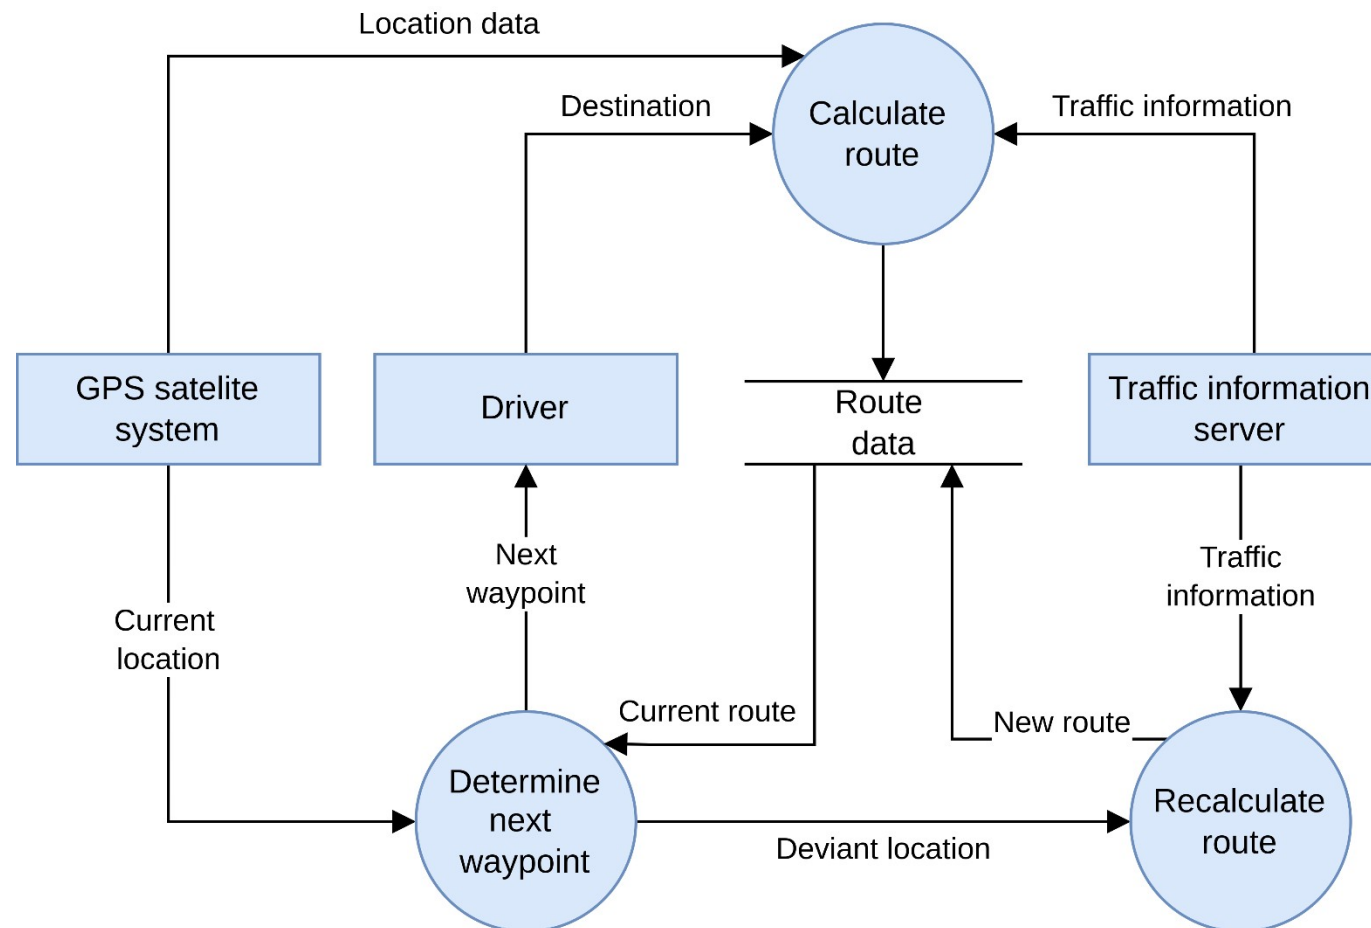 Location data
Destination
Traffic information
Calculate
route
GPS satelite
system
Driver
Route
data
Traffic information
server
Next
waypoint
Traffic
information
Current
location
Current route
New route
Determine
next
waypoint
Deviant location
Recalculate
route